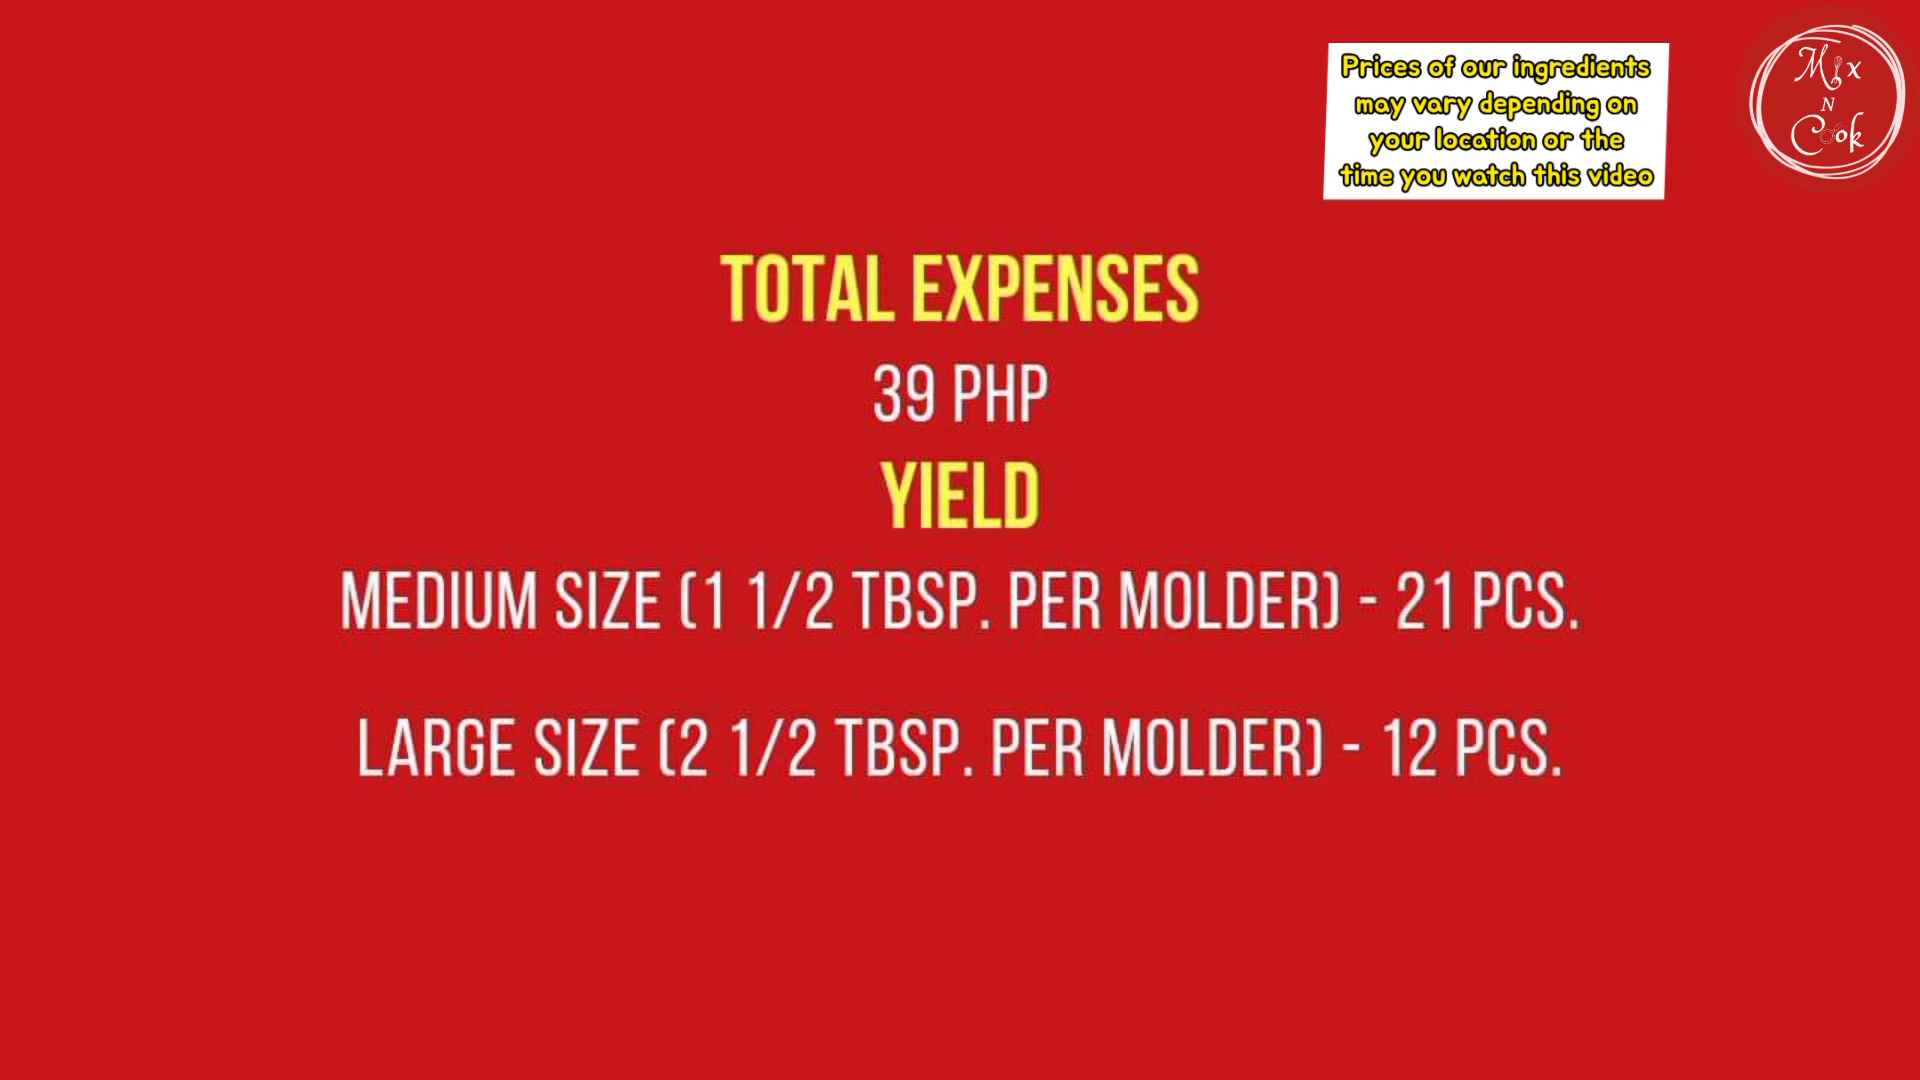 Prices of our ingredients
may vary depending on
your location or the
time you watch this video
Mix
N
Cook
TOTAL EXPENSES
39 PHP
YIELD
MEDIUM SIZE (1 1/2 TBSP. PER MOLDER) - 21 PCS.
LARGE SIZE (2 1/2 TBSP. PER MOLDER) - 12 PCS.